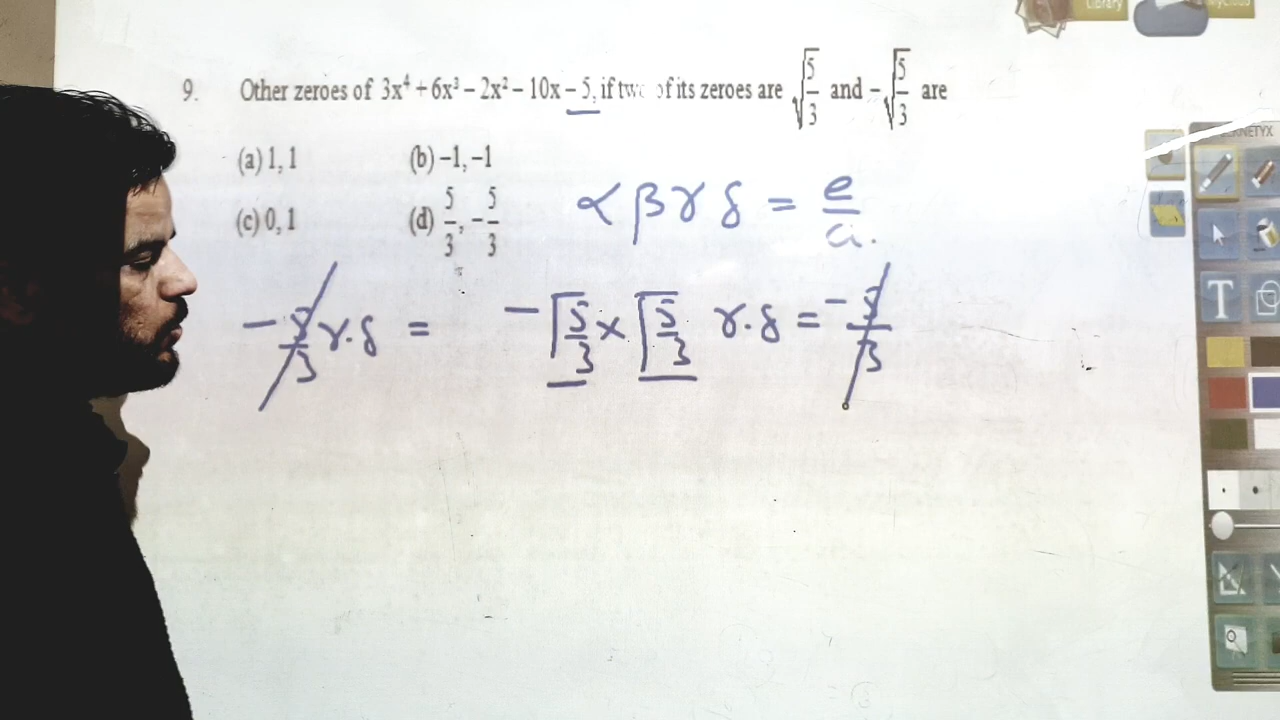 Library
9. Other zeroes of 3x⁴ + 6x³ − 2x² − 10x − 5, if two of its zeroes are √(5/3) and −√(5/3) are
(a) 1, 1 (b) −1, −1
(c) 0, 1 (d) 5/3, −5/3
α β γ δ = e/a.
−5/3 γ.δ = −√(5/3) × √(5/3) γ.δ = −5/3
T